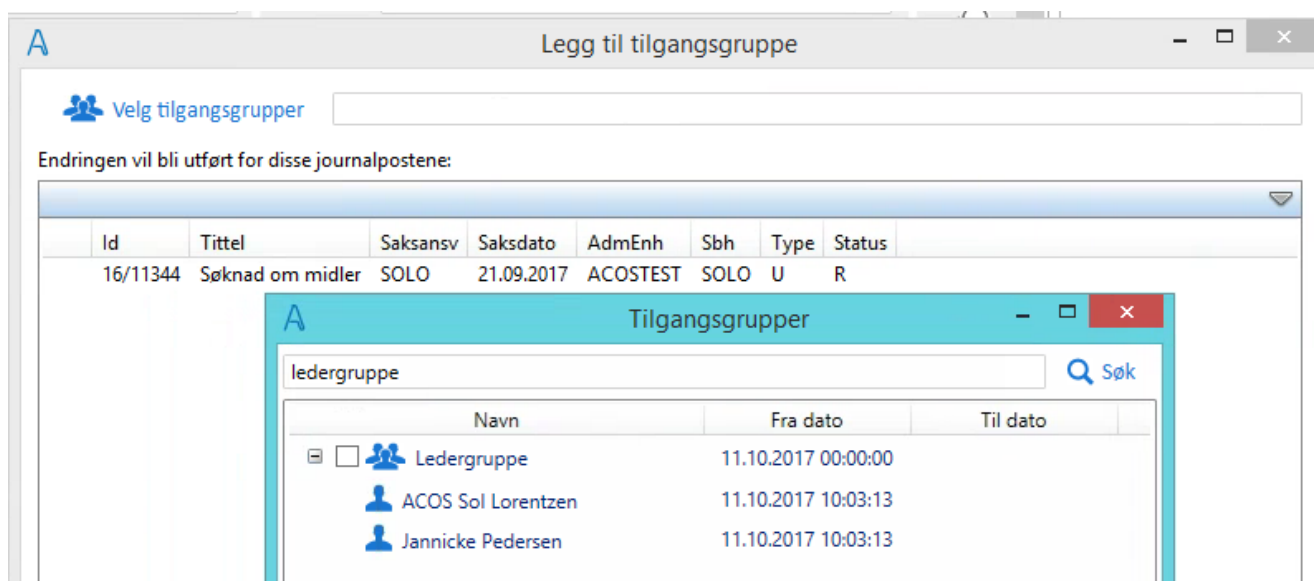 Legg til tilgangsgruppe
Velg tilgangsgrupper
Endringen vil bli utført for disse journalpostene:
Id Tittel Saksansv Saksdato AdmEnh Sbh Type Status
16/11344 Søknad om midler SOLO 21.09.2017 ACOSTEST SOLO U R
Tilgangsgrupper
ledergruppe Søk
Navn Fra dato Til dato
Ledergruppe 11.10.2017 00:00:00
ACOS Sol Lorentzen 11.10.2017 10:03:13
Jannicke Pedersen 11.10.2017 10:03:13